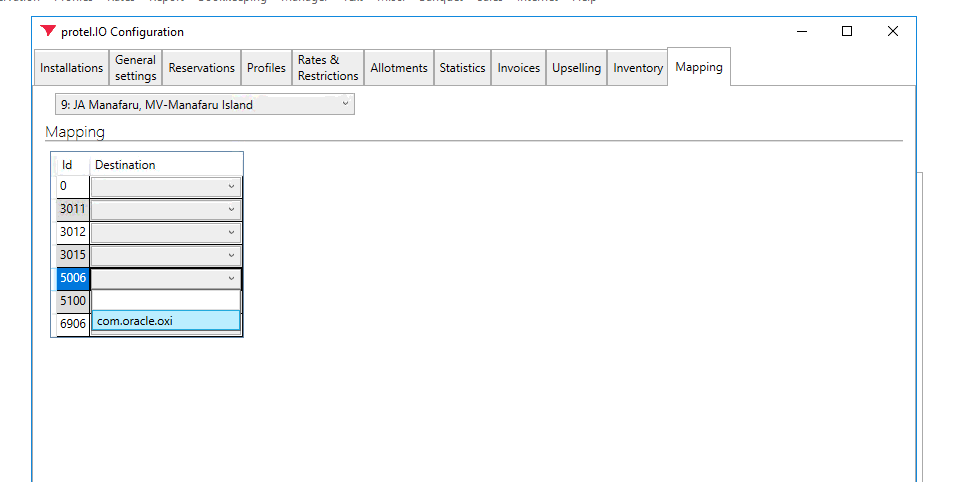 protel.IO Configuration
Installations
General settings
Reservations
Profiles
Rates & Restrictions
Allotments
Statistics
Invoices
Upselling
Inventory
Mapping
9: JA Manafaru, MV-Manafaru Island
Mapping
Id Destination
0
3011
3012
3015
5006
5100
com.oracle.oxi
6906